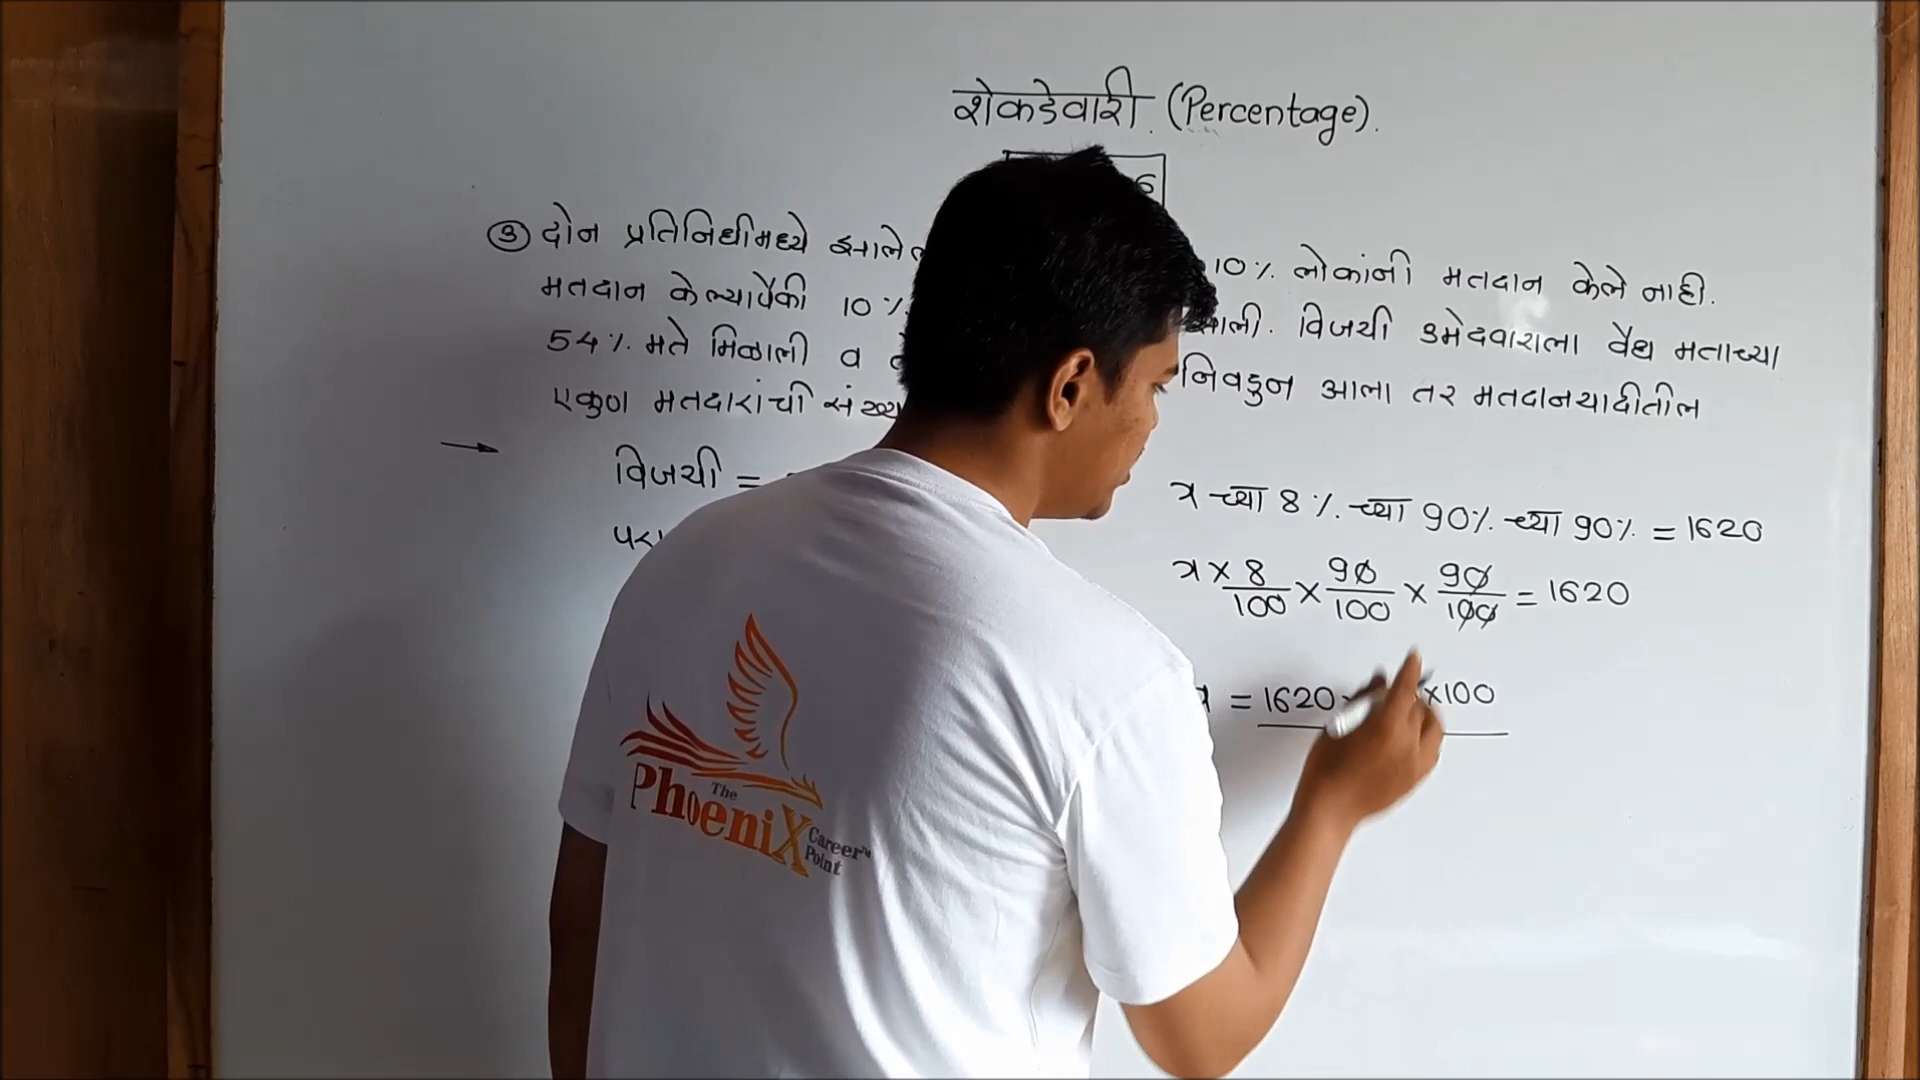 शेकडेवारी (Percentage).
6
③ दोन प्रतिनिधीमध्ये 10% लोकांनी मतदान केले नाही.
मतदान केल्यापैकी 10% झाली. विजयी उमेदवाराला वैध मताच्या
54% मते मिळाली व निवडुन आला तर मतदानयादीतील
एकुण मतदारांची
→ विजयी =
x च्या 8% च्या 90% च्या 90% = 1620
x × 8/100 × 90/100 × 90/100 = 1620
= 1620 × ×100
The
Phoenix
Career
Point